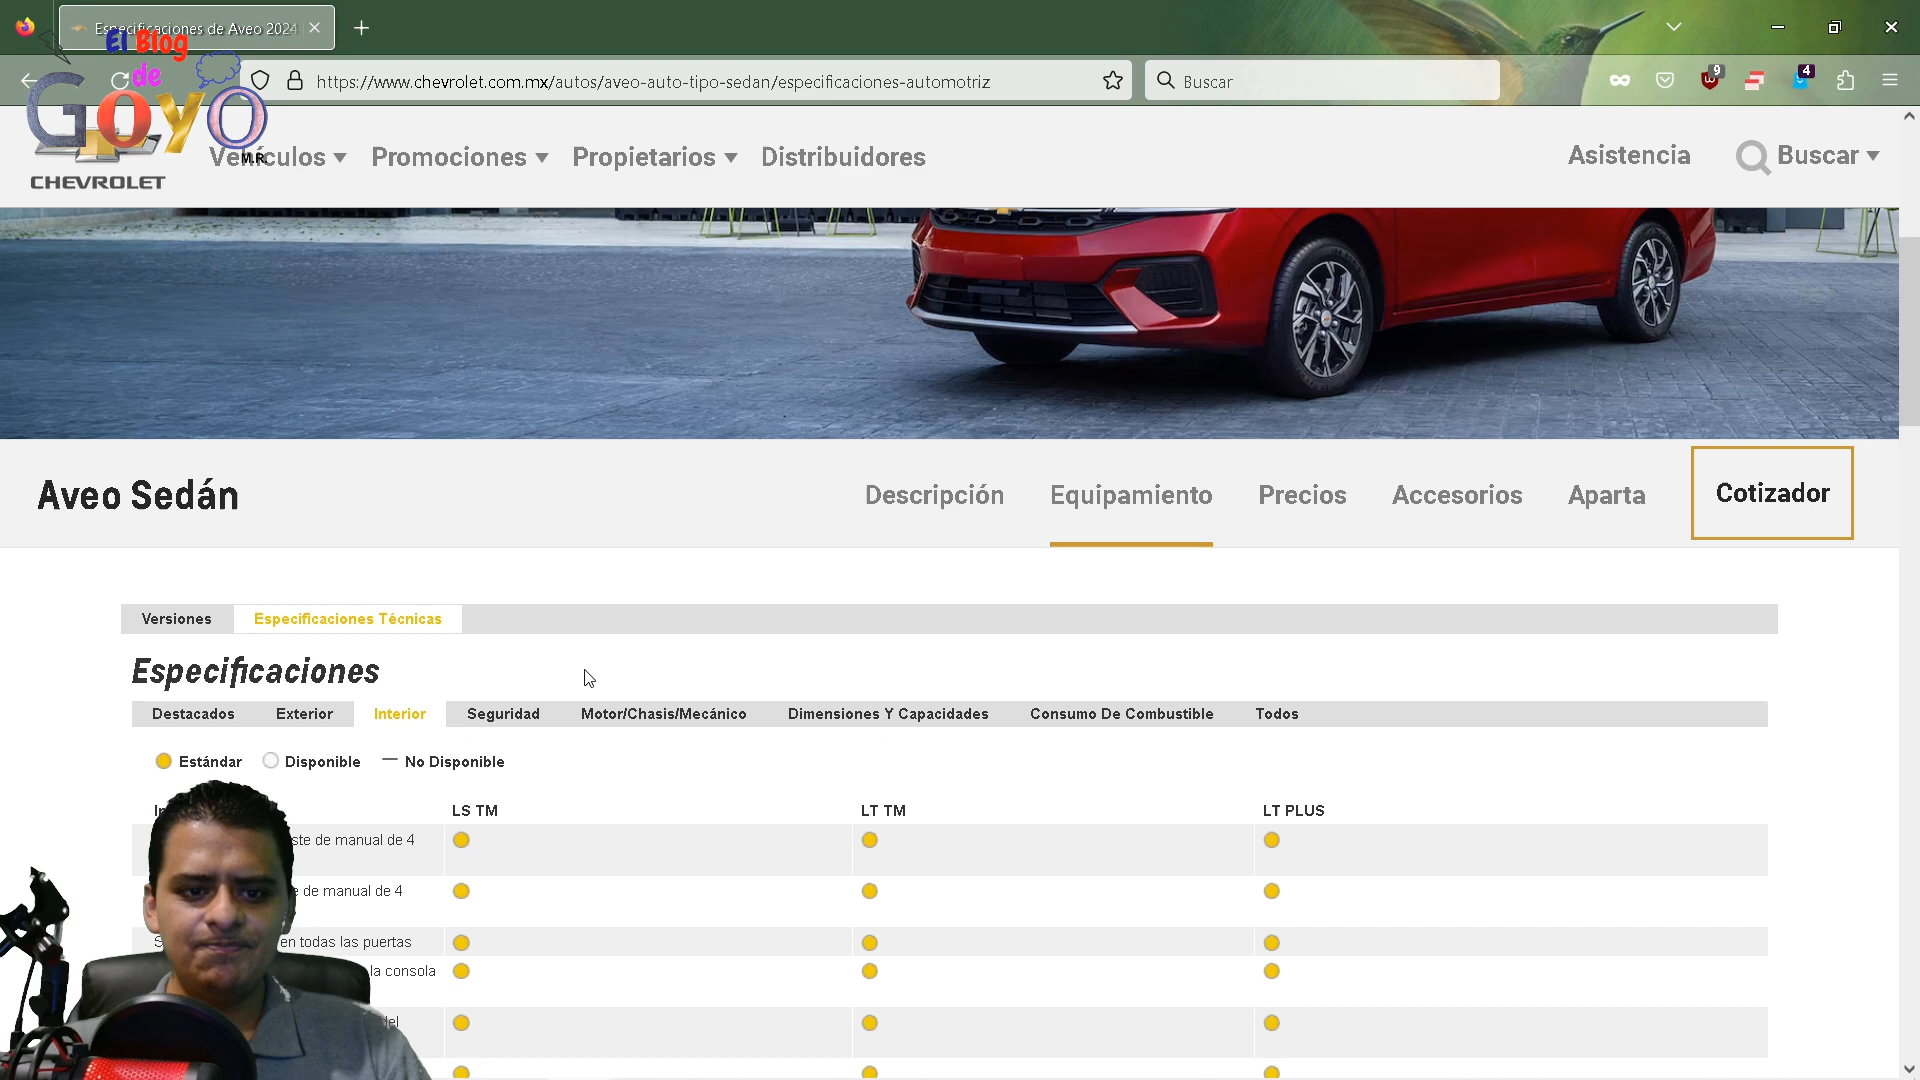 Especificaciones de Aveo 2024
El Blog
de
GOYO
M.R.
https://www.chevrolet.com.mx/autos/aveo-auto-tipo-sedan/especificaciones-automotriz
Buscar
9
4
CHEVROLET
Vehículos
Promociones
Propietarios
Distribuidores
Asistencia
Buscar
Aveo Sedán
Descripción
Equipamiento
Precios
Accesorios
Aparta
Cotizador
Versiones
Especificaciones Técnicas
Especificaciones
Destacados
Exterior
Interior
Seguridad
Motor/Chasis/Mecánico
Dimensiones Y Capacidades
Consumo De Combustible
Todos
Estándar
Disponible
No Disponible
LS TM
LT TM
LT PLUS
de manual de 4
de manual de 4
en todas las puertas
la consola